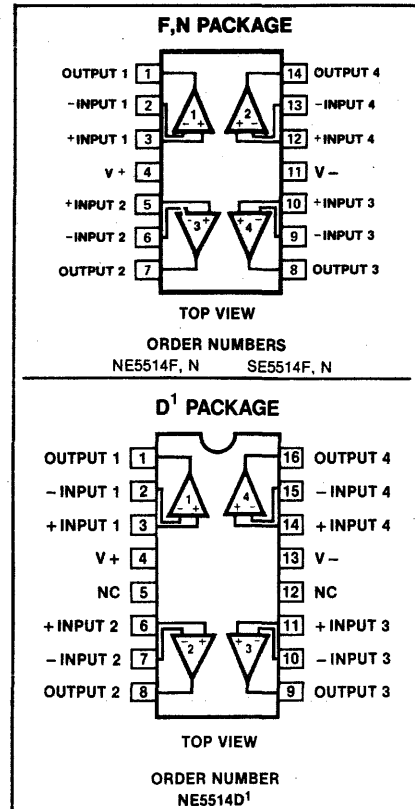 F,N PACKAGE
OUTPUT 1 1 14 OUTPUT 4
-INPUT 1 2 13 -INPUT 4
+INPUT 1 3 12 +INPUT 4
V+ 4 11 V-
+INPUT 2 5 10 +INPUT 3
-INPUT 2 6 9 -INPUT 3
OUTPUT 2 7 8 OUTPUT 3
1 - + 2 + -
- 3 + + 4 -
TOP VIEW
ORDER NUMBERS
NE5514F, N SE5514F, N
D¹ PACKAGE
OUTPUT 1 1 16 OUTPUT 4
-INPUT 1 2 15 -INPUT 4
+INPUT 1 3 14 +INPUT 4
V+ 4 13 V-
NC 5 12 NC
+INPUT 2 6 11 +INPUT 3
-INPUT 2 7 10 -INPUT 3
OUTPUT 2 8 9 OUTPUT 3
1 - + 4 + -
- 2 + + 3 -
TOP VIEW
ORDER NUMBER
NE5514D¹